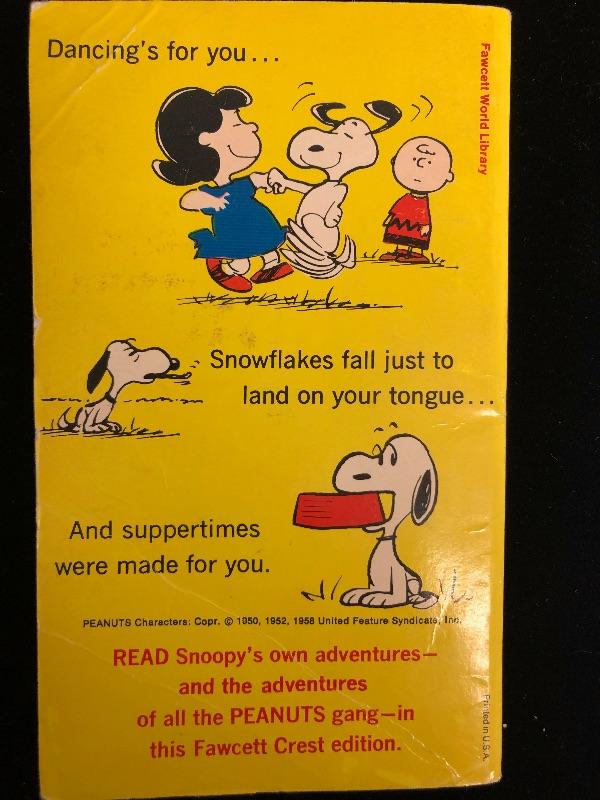 Dancing's for you...
Fawcett World Library
Snowflakes fall just to
land on your tongue...
And suppertimes
were made for you.
PEANUTS Characters: Copr. © 1950, 1952, 1958 United Feature Syndicate, Inc.
READ Snoopy's own adventures—
and the adventures
of all the PEANUTS gang—in
this Fawcett Crest edition.
Printed in U.S.A.